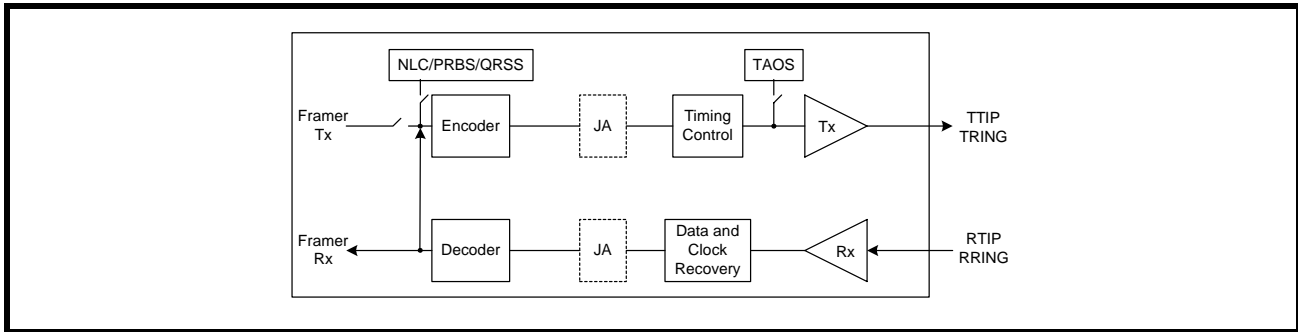 NLC/PRBS/QRSS
TAOS
Framer
Tx
Encoder
JA
Timing
Control
Tx
TTIP
TRING
Framer
Rx
Decoder
JA
Data and
Clock
Recovery
Rx
RTIP
RRING